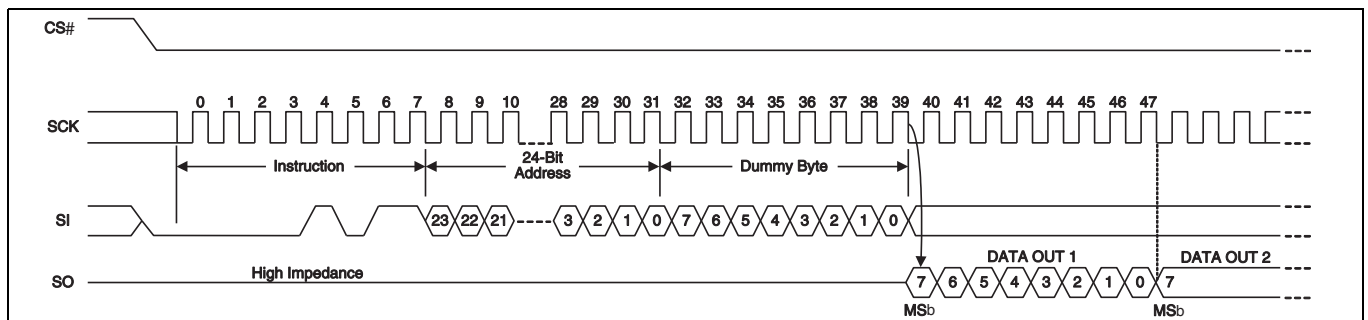 CS#
0 1 2 3 4 5 6 7 8 9 10 28 29 30 31 32 33 34 35 36 37 38 39 40 41 42 43 44 45 46 47
SCK
Instruction
24-Bit
Address
Dummy Byte
SI
23 22 21 3 2 1 0 7 6 5 4 3 2 1 0
High Impedance
DATA OUT 1
DATA OUT 2
SO
7 6 5 4 3 2 1 0 7
MSb
MSb